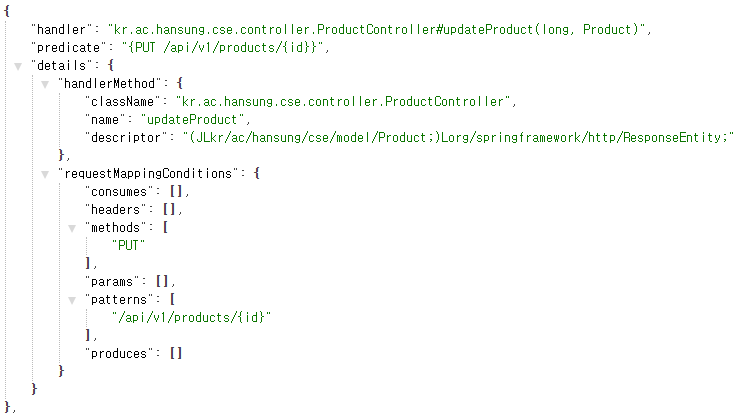 {
"handler": "kr.ac.hansung.cse.controller.ProductController#updateProduct(long, Product)",
"predicate": "{PUT /api/v1/products/{id}}",
"details": {
"handlerMethod": {
"className": "kr.ac.hansung.cse.controller.ProductController",
"name": "updateProduct",
"descriptor": "(JLkr/ac/hansung/cse/model/Product;)Lorg/springframework/http/ResponseEntity;"
},
"requestMappingConditions": {
"consumes": [],
"headers": [],
"methods": [
"PUT"
],
"params": [],
"patterns": [
"/api/v1/products/{id}"
],
"produces": []
}
}
},